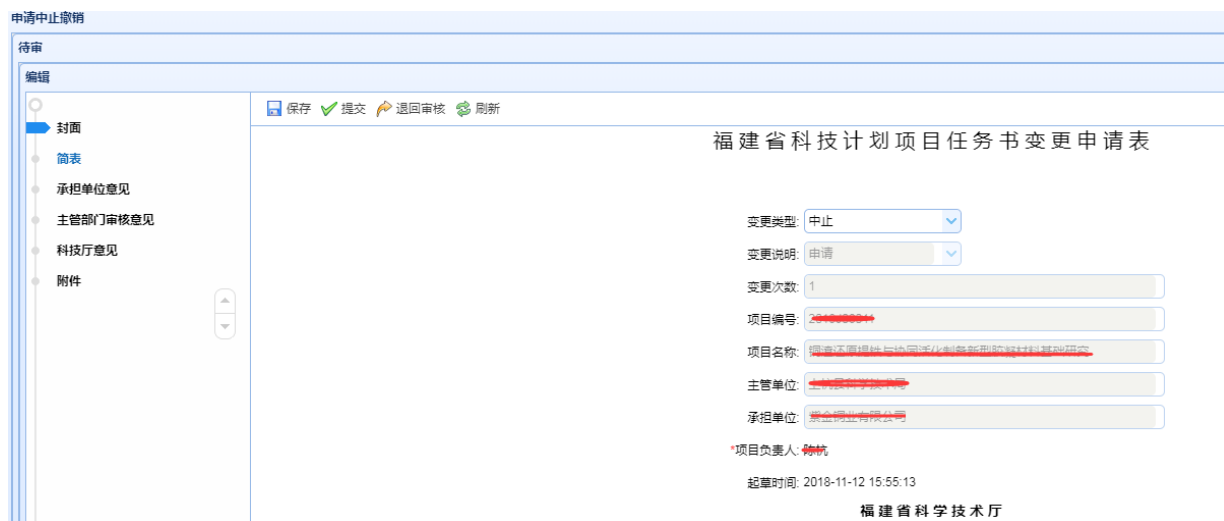 申请中止撤销
待审
编辑
保存 提交 退回审核 刷新
封面
简表
承担单位意见
主管部门审核意见
科技厅意见
附件
福建省科技计划项目任务书变更申请表
变更类型: 中止
变更说明: 申请
变更次数: 1
项目编号:
项目名称:
主管单位:
承担单位:
*项目负责人:
起草时间: 2018-11-12 15:55:13
福建省科学技术厅